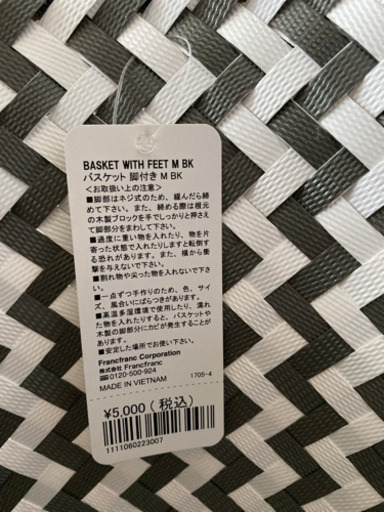 BASKET WITH FEET M BK
バスケット 脚付き M BK
<お取扱い上の注意>
■脚部はネジ式のため、緩んだら締
めて下さい。また、締める際は根元
の木製ブロックを手でしっかりと押さえ
て脚部分をまわして下さい。
■過度に重い物を入れたり、物を片
寄った状態で入れたりしますと転倒す
る恐れがあります。また、横から衝
撃を与えないで下さい。
■割れ物や尖った物を入れないで下さ
い。
■一点ずつ手作りのため、色、サイ
ズ、風合いにばらつきがあります。
■高温多湿環境で使用したり、濡れ
た物を入れたりすると、バスケットや
木製の脚部分にカビが発生することが
あります。
■安定した場所でお使い下さい。
Francfranc Corporation
株式会社 Francfranc
0120-500-924
MADE IN VIETNAM 1705-4
¥5,000(税込)
1111060223007